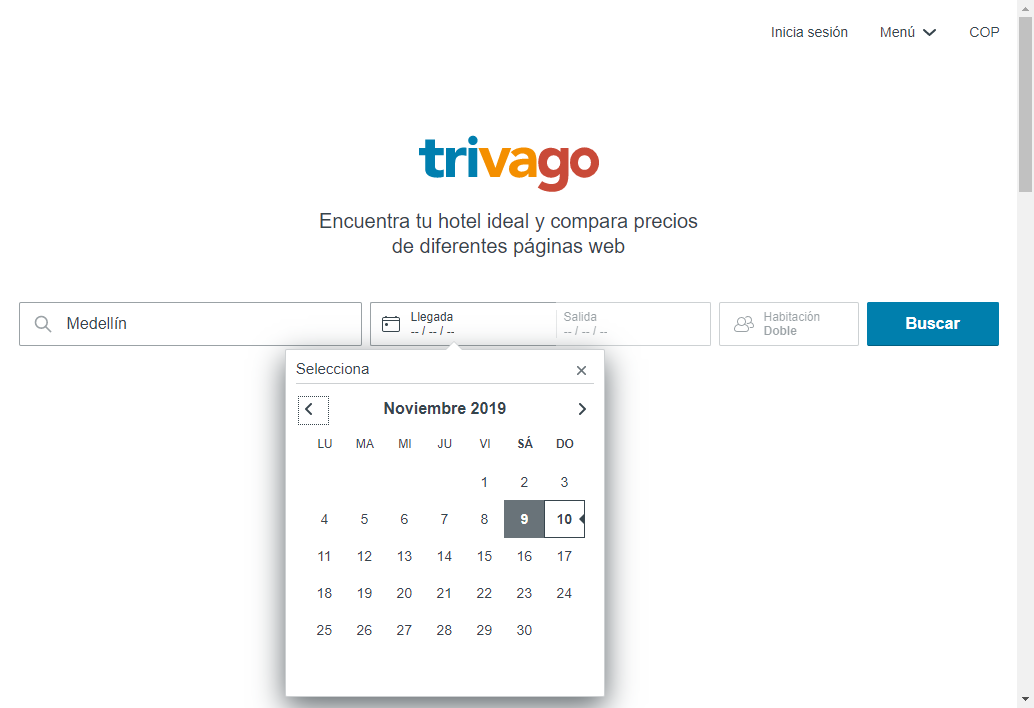 Inicia sesión Menú COP
trivago
Encuentra tu hotel ideal y compara precios
de diferentes páginas web
Medellín
Llegada
-- / -- / --
Salida
-- / -- / --
Habitación
Doble
Buscar
Selecciona
Noviembre 2019
LU MA MI JU VI SÁ DO
1 2 3
4 5 6 7 8 9 10
11 12 13 14 15 16 17
18 19 20 21 22 23 24
25 26 27 28 29 30